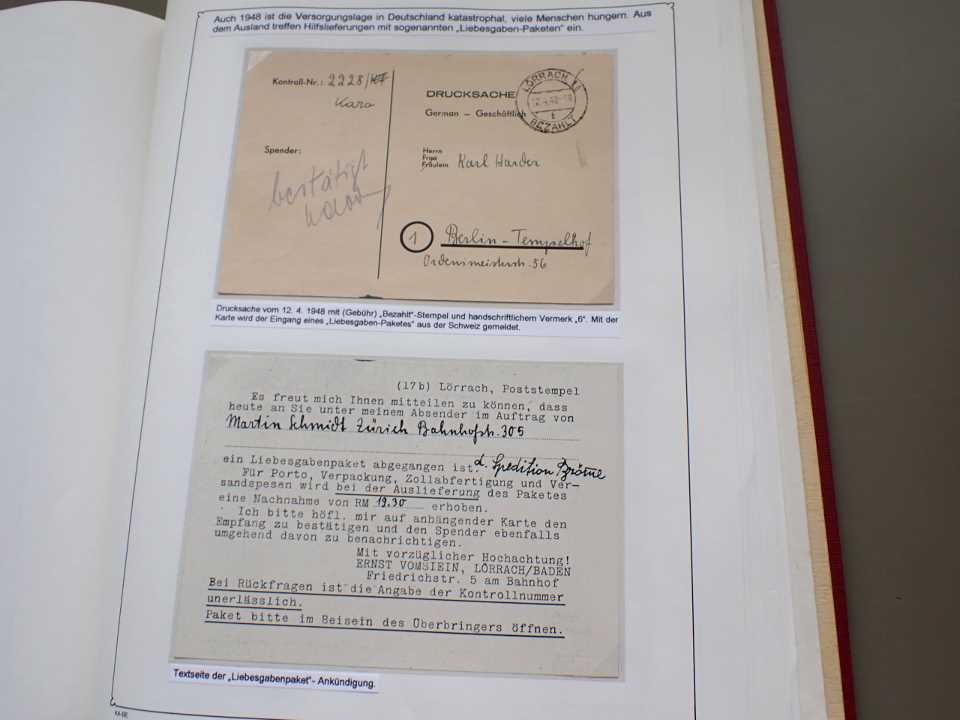 Auch 1948 ist die Versorgungslage in Deutschland katastrophal, viele Menschen hungern. Aus
dem Ausland treffen Hilfslieferungen mit sogenannten „Liebesgaben-Paketen" ein.
Kontroll-Nr.: 2228/
Karo
Spender:
bestätigt
DRUCKSACHE
German – Geschäftlich
LÖRRACH
BEZAHLT
Herrn
Frau
Fräulein
Karl Harder
1
Berlin - Tempelhof
Ordensmeisterstr. 36
Drucksache vom 12. 4. 1948 mit (Gebühr) „Bezahlt"-Stempel und handschriftlichem Vermerk „6". Mit der
Karte wird der Eingang eines „Liebesgaben-Paketes" aus der Schweiz gemeldet.
(17b) Lörrach, Poststempel
Es freut mich Ihnen mitteilen zu können, dass
heute an Sie unter meinem Absender im Auftrag von
Martin Schmidt Zürich Bahnhofstr. 305
ein Liebesgabenpaket abgegangen ist. d. Spedition Bröme
Für Porto, Verpackung, Zollabfertigung und Ver-
sandspesen wird bei der Auslieferung des Paketes
eine Nachnahme von RM 19.30 erhoben.
Ich bitte höfl. mir auf anhängender Karte den
Empfang zu bestätigen und den Spender ebenfalls
umgehend davon zu benachrichtigen.
Mit vorzüglicher Hochachtung!
ERNST VOMSTEIN, LÖRRACH/BADEN
Friedrichstr. 5 am Bahnhof
Bei Rückfragen ist die Angabe der Kontrollnummer
unerlässlich.
Paket bitte im Beisein des Überbringers öffnen.
Textseite der „Liebesgabenpaket"- Ankündigung.